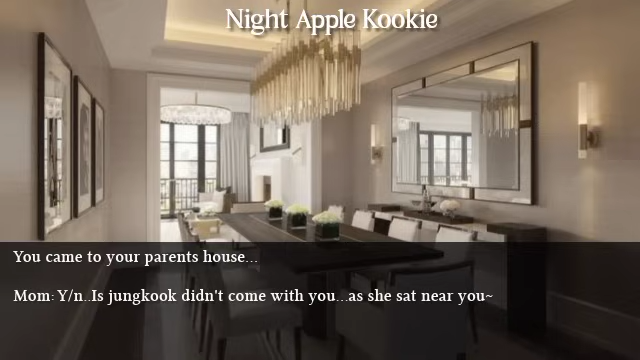 Night Apple Kookie
You came to your parents house...
Mom: Y/n..Is jungkook didn't come with you...as she sat near you~